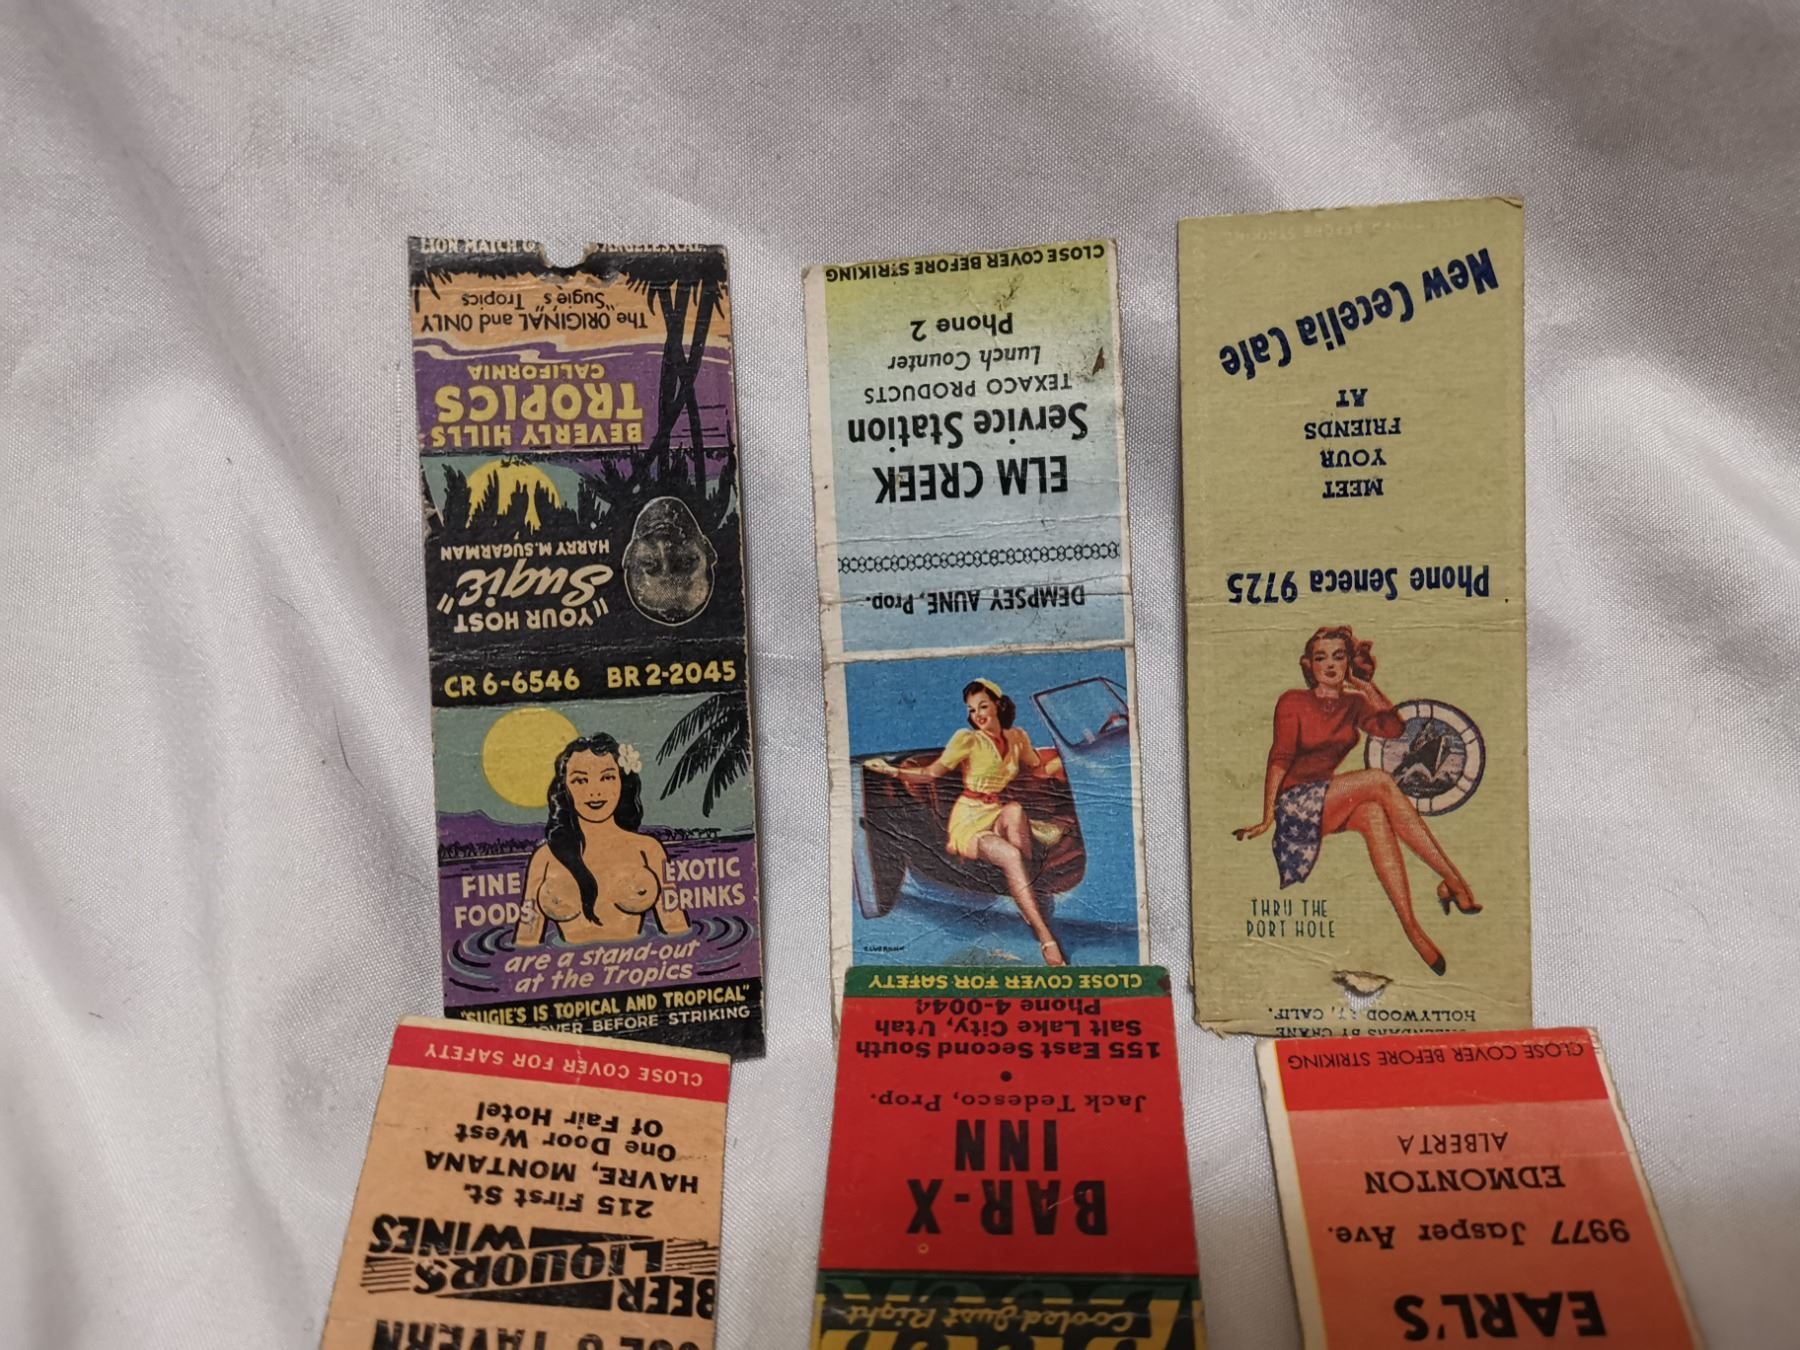 LION MATCH
ANGELES, CAL.
The "ORIGINAL" and ONLY
"Sugie's Tropics
BEVERLY HILLS
TROPICS
CALIFORNIA
"YOUR HOST
Sugie"
HARRY M. SUGARMAN
CR 6-6546 BR 2-2045
FINE
FOODS
EXOTIC
DRINKS
are a stand-out
at the Tropics
"SUGIE'S IS TOPICAL AND TROPICAL"
BEFORE STRIKING
CLOSE COVER BEFORE STRIKING
DEMPSEY AUNE, Prop.
ELM CREEK
Service Station
TEXACO PRODUCTS
Lunch Counter
Phone 2
Phone Seneca 9725
MEET
YOUR
FRIENDS
AT
New Cecelia Cafe
THRU THE
PORT HOLE
BY CRANE
HOLLYWOOD
CALIF.
TAVERN
BEER
LIQUORS
WINES
215 First St.
HAVRE, MONTANA
One Door West
Of Fair Hotel
CLOSE COVER FOR SAFETY
Cooled Just Right
BAR-X
INN
Jack Tedesco, Prop.
155 East Second South
Salt Lake City, Utah
Phone 4-0044
CLOSE COVER FOR SAFETY
EARL'S
9977 Jasper Ave.
EDMONTON
ALBERTA
CLOSE COVER BEFORE STRIKING